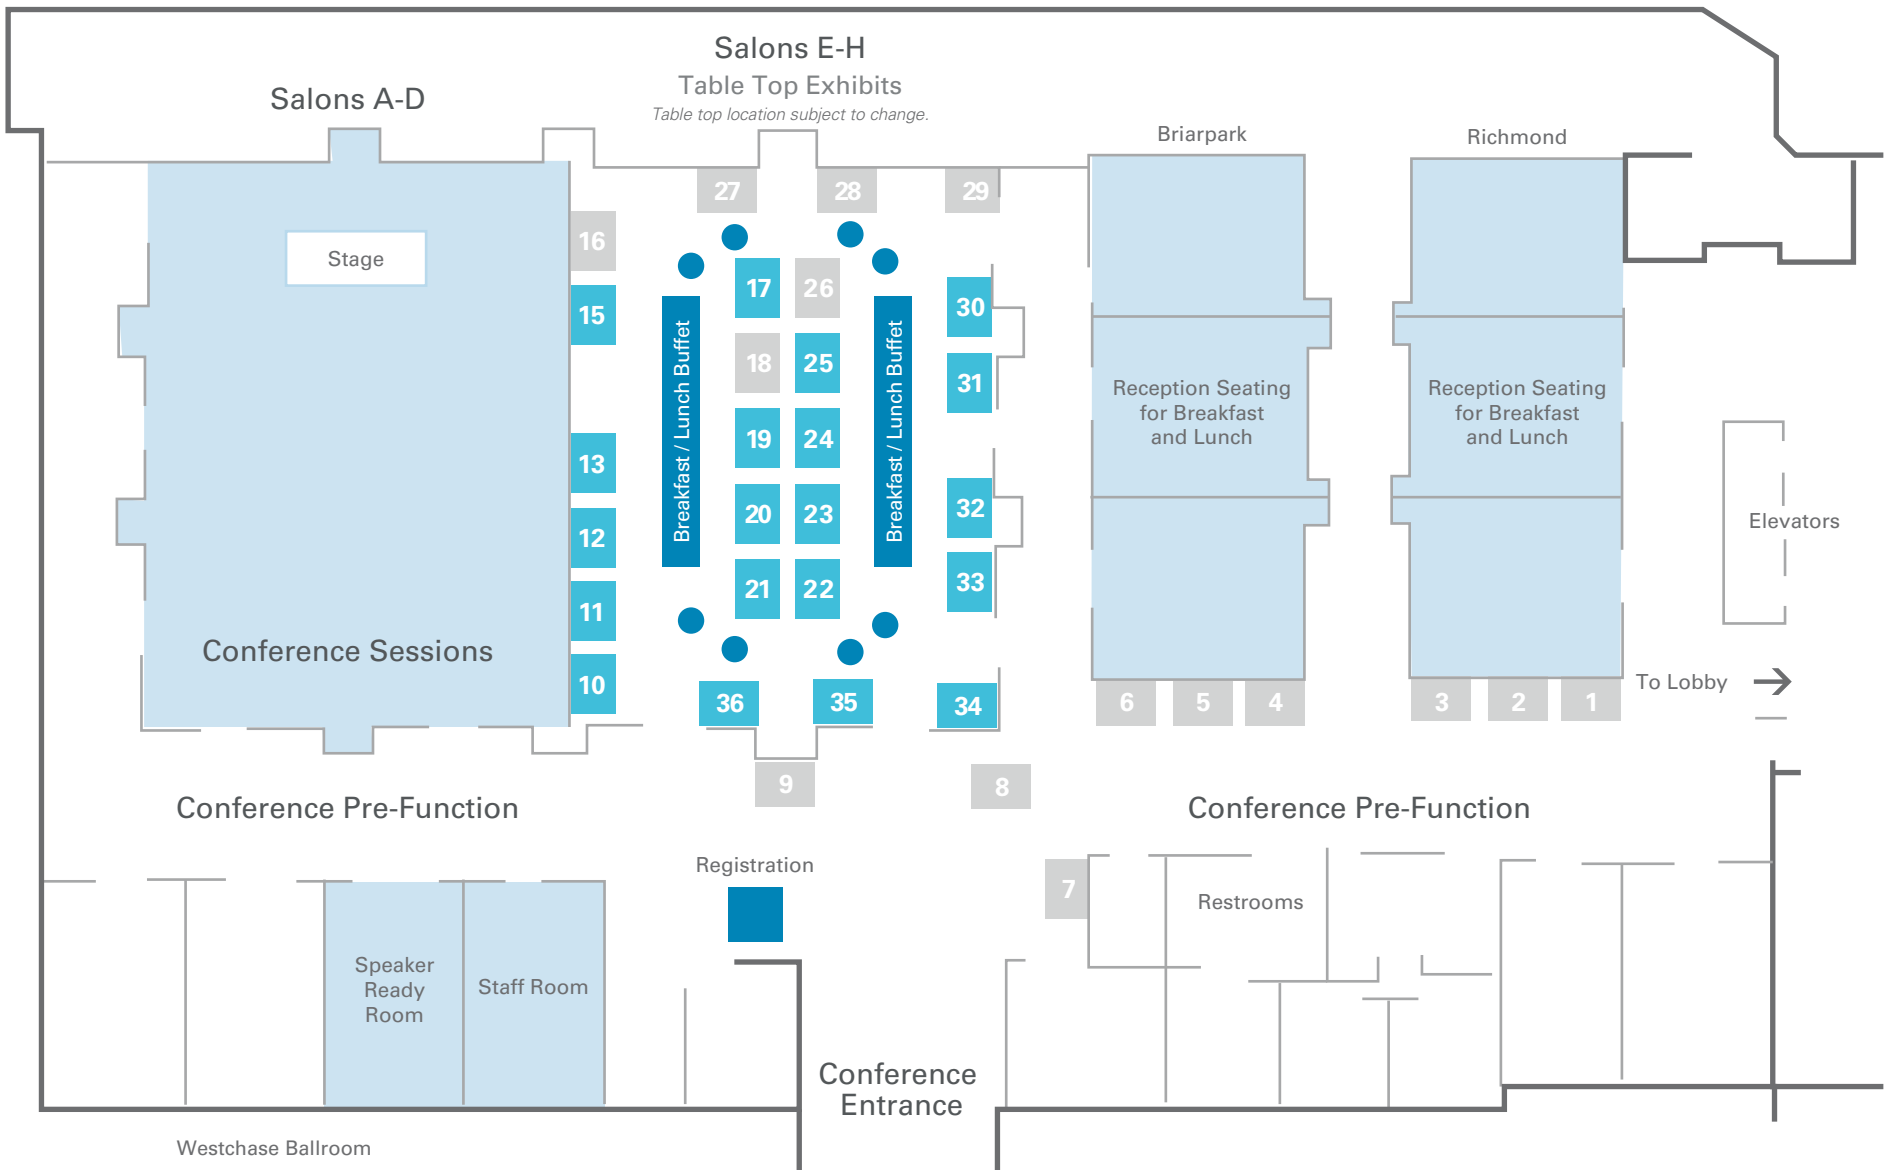 Salons E-H
Table Top Exhibits
Table top location subject to change.
Salons A-D
Briarpark
Richmond
27
28
29
16
Stage
17
26
30
15
18
25
31
Breakfast / Lunch Buffet
Breakfast / Lunch Buffet
Reception Seating
for Breakfast
and Lunch
Reception Seating
for Breakfast
and Lunch
19
24
13
20
23
32
12
Elevators
21
22
33
11
Conference Sessions
10
36
35
34
6
5
4
3
2
1
To Lobby
9
8
Conference Pre-Function
Conference Pre-Function
Registration
7
Restrooms
Speaker
Ready
Room
Staff Room
Conference
Entrance
Westchase Ballroom